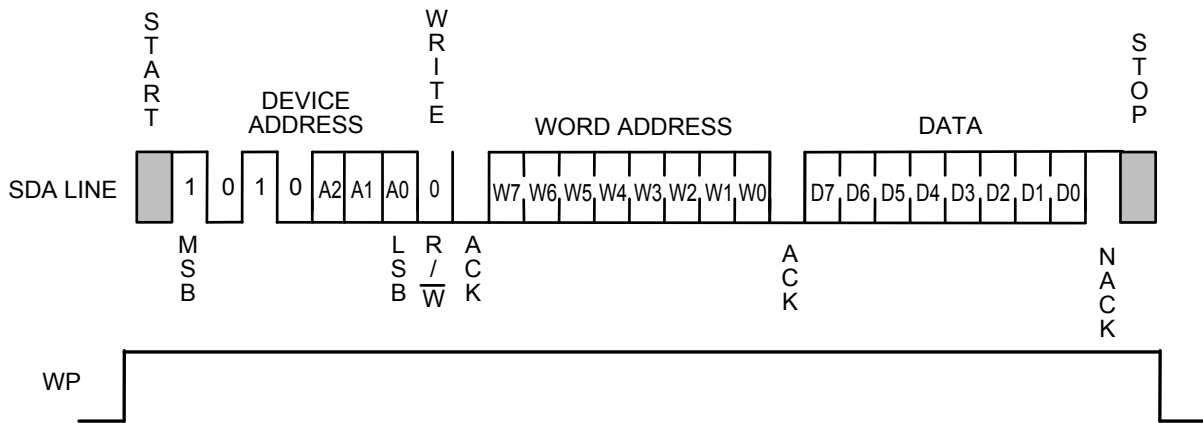 START
WRITE
STOP
DEVICE
ADDRESS
WORD ADDRESS
DATA
SDA LINE
1 0 1 0 A2 A1 A0 0 W7 W6 W5 W4 W3 W2 W1 W0 D7 D6 D5 D4 D3 D2 D1 D0
MSB
LSB
R/W
ACK
ACK
NACK
WP